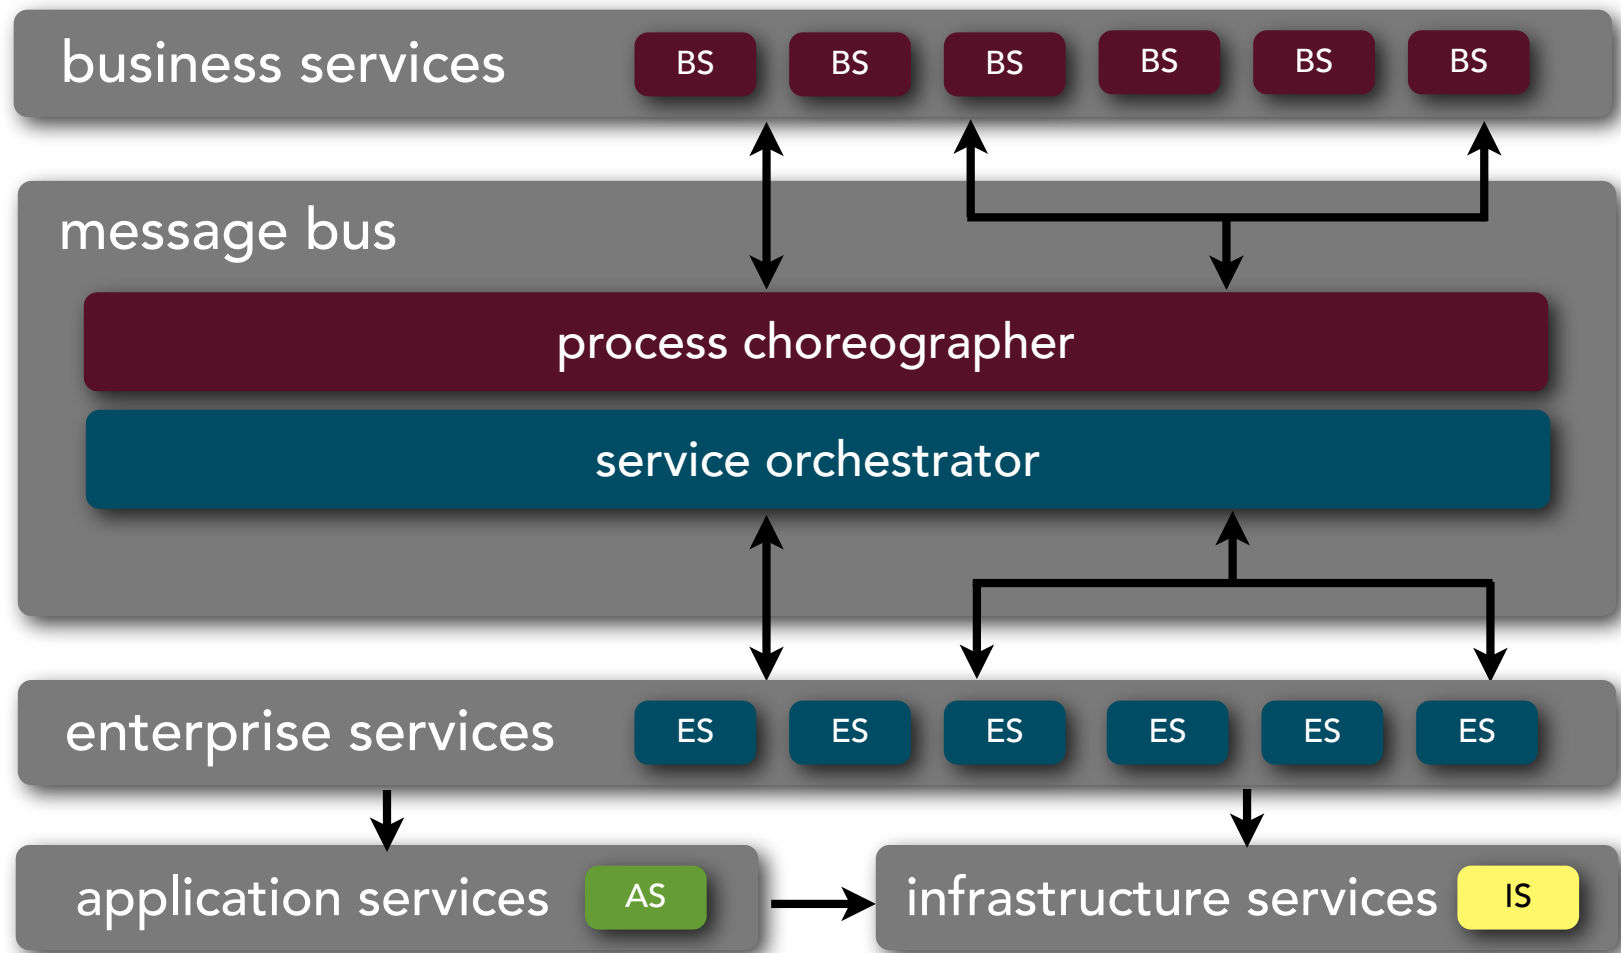 business services BS BS BS BS BS BS
message bus
process choreographer
service orchestrator
enterprise services ES ES ES ES ES ES
application services AS infrastructure services IS